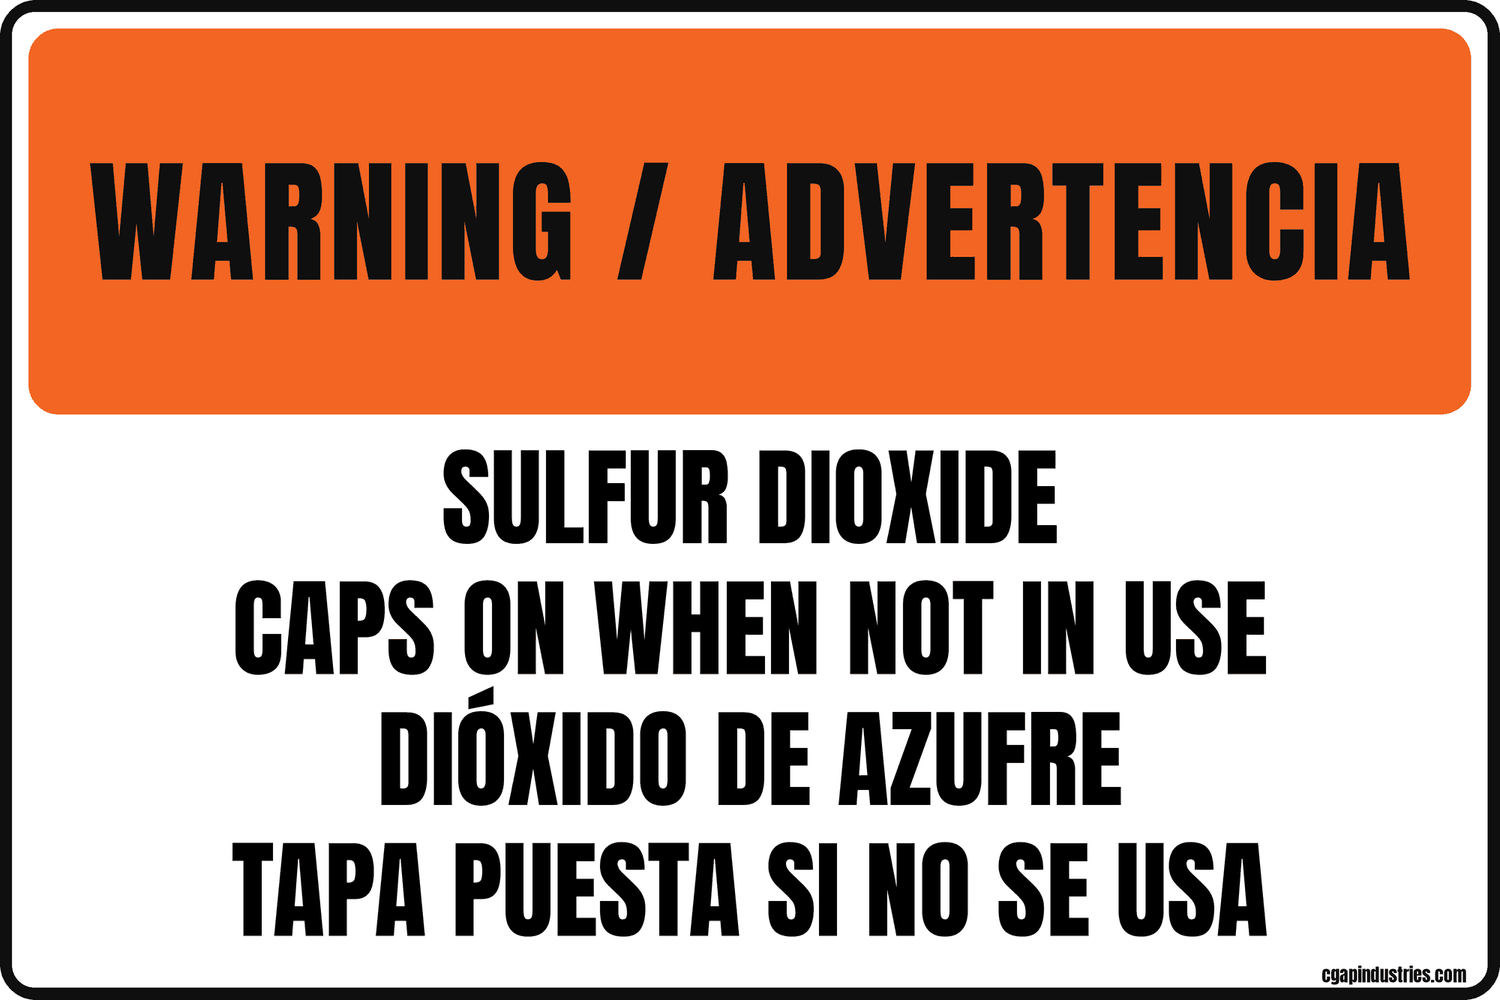 WARNING / ADVERTENCIA
SULFUR DIOXIDE
CAPS ON WHEN NOT IN USE
DIÓXIDO DE AZUFRE
TAPA PUESTA SI NO SE USA
cgapindustries.com